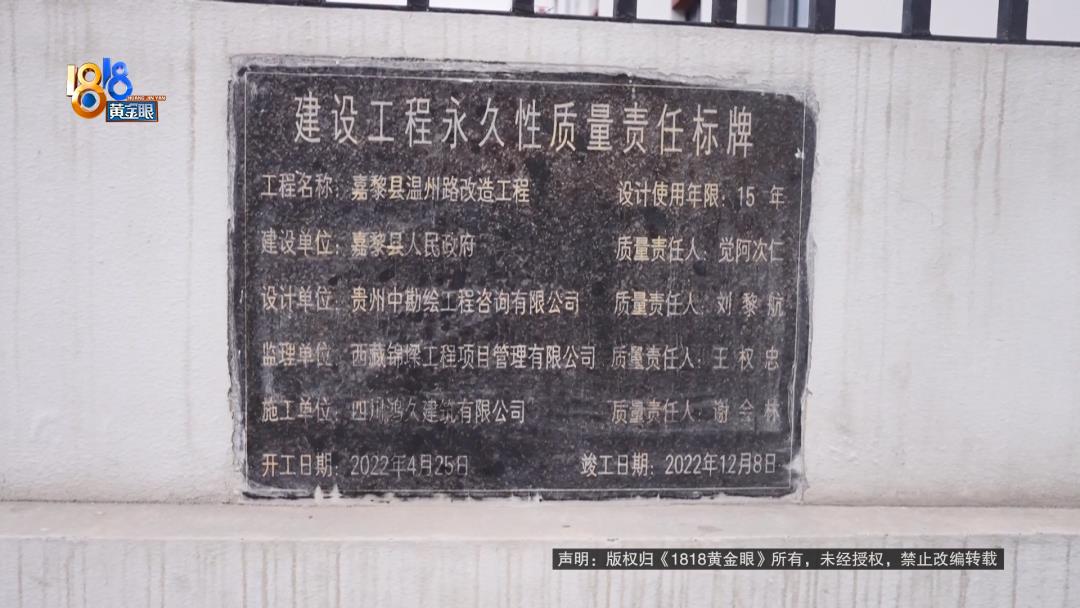 1818
HUANG JIN YAN
黄金眼
建设工程永久性质量责任标牌
工程名称：嘉黎县温州路改造工程 设计使用年限：15 年
建设单位：嘉黎县人民政府 质量责任人：觉阿次仁
设计单位：贵州中勘绘工程咨询有限公司 质量责任人：刘 黎 航
监理单位：西藏锦墚工程项目管理有限公司 质量责任人：王 权 忠
施工单位：四川鸿久建筑有限公司 质量责任人：谢 会 林
开工日期：2022年4月25日 竣工日期：2022年12月8日
声明：版权归《1818黄金眼》所有，未经授权，禁止改编转载